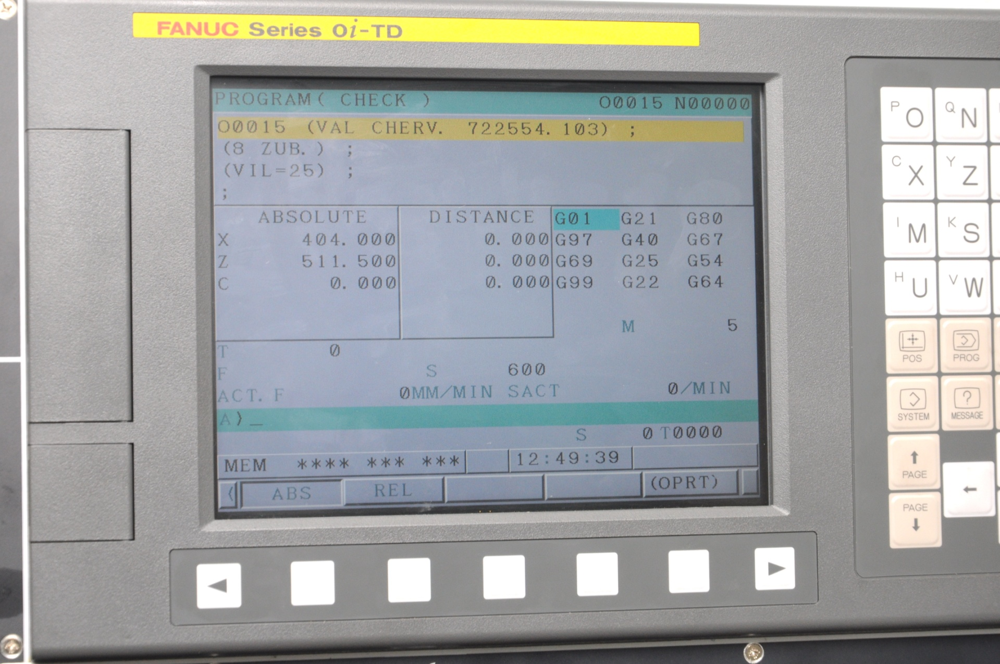 FANUC Series 0i-TD
PROGRAM( CHECK ) O0015 N00000
O0015 (VAL CHERV. 722554.103) ;
(8 ZUB.) ;
(VIL=25) ;
;
ABSOLUTE DISTANCE G01 G21 G80
X 404.000 0.000 G97 G40 G67
Z 511.500 0.000 G69 G25 G54
C 0.000 0.000 G99 G22 G64
M 5
T 0
F S 600
ACT.F 0MM/MIN SACT 0/MIN
A)_
S 0 T0000
MEM **** *** *** 12:49:39
( ABS REL (OPRT)
P O Q N
C X Y Z
I M K S
H U V W
POS PROG
SYSTEM ? MESSAGE
↑ PAGE
←
PAGE ↓
◀ ▶